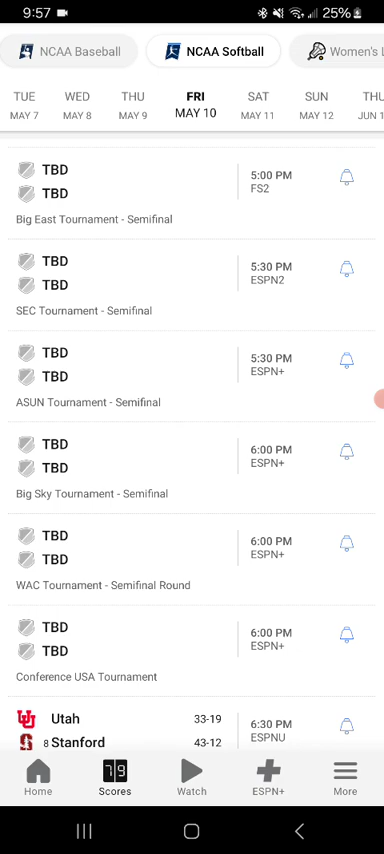 9:57
25%
NCAA Baseball
NCAA Softball
Women's L
TUE
MAY 7
WED
MAY 8
THU
MAY 9
FRI
MAY 10
SAT
MAY 11
SUN
MAY 12
THU
JUN 1
TBD
TBD
5:00 PM
FS2
Big East Tournament - Semifinal
TBD
TBD
5:30 PM
ESPN2
SEC Tournament - Semifinal
TBD
TBD
5:30 PM
ESPN+
ASUN Tournament - Semifinal
TBD
TBD
6:00 PM
ESPN+
Big Sky Tournament - Semifinal
TBD
TBD
6:00 PM
ESPN+
WAC Tournament - Semifinal Round
TBD
TBD
6:00 PM
ESPN+
Conference USA Tournament
Utah 33-19
8 Stanford 43-12
6:30 PM
ESPNU
Home
79
Scores
Watch
ESPN+
More